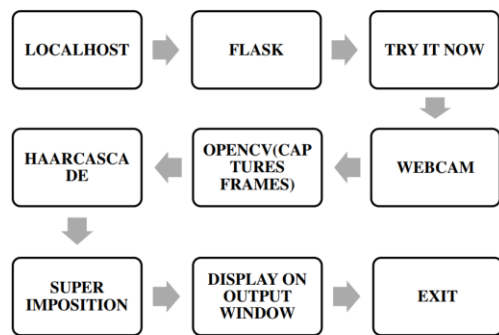 LOCALHOST
FLASK
TRY IT NOW
WEBCAM
OPENCV(CAP
TURES
FRAMES)
HAARCASCA
DE
SUPER
IMPOSITION
DISPLAY ON
OUTPUT
WINDOW
EXIT